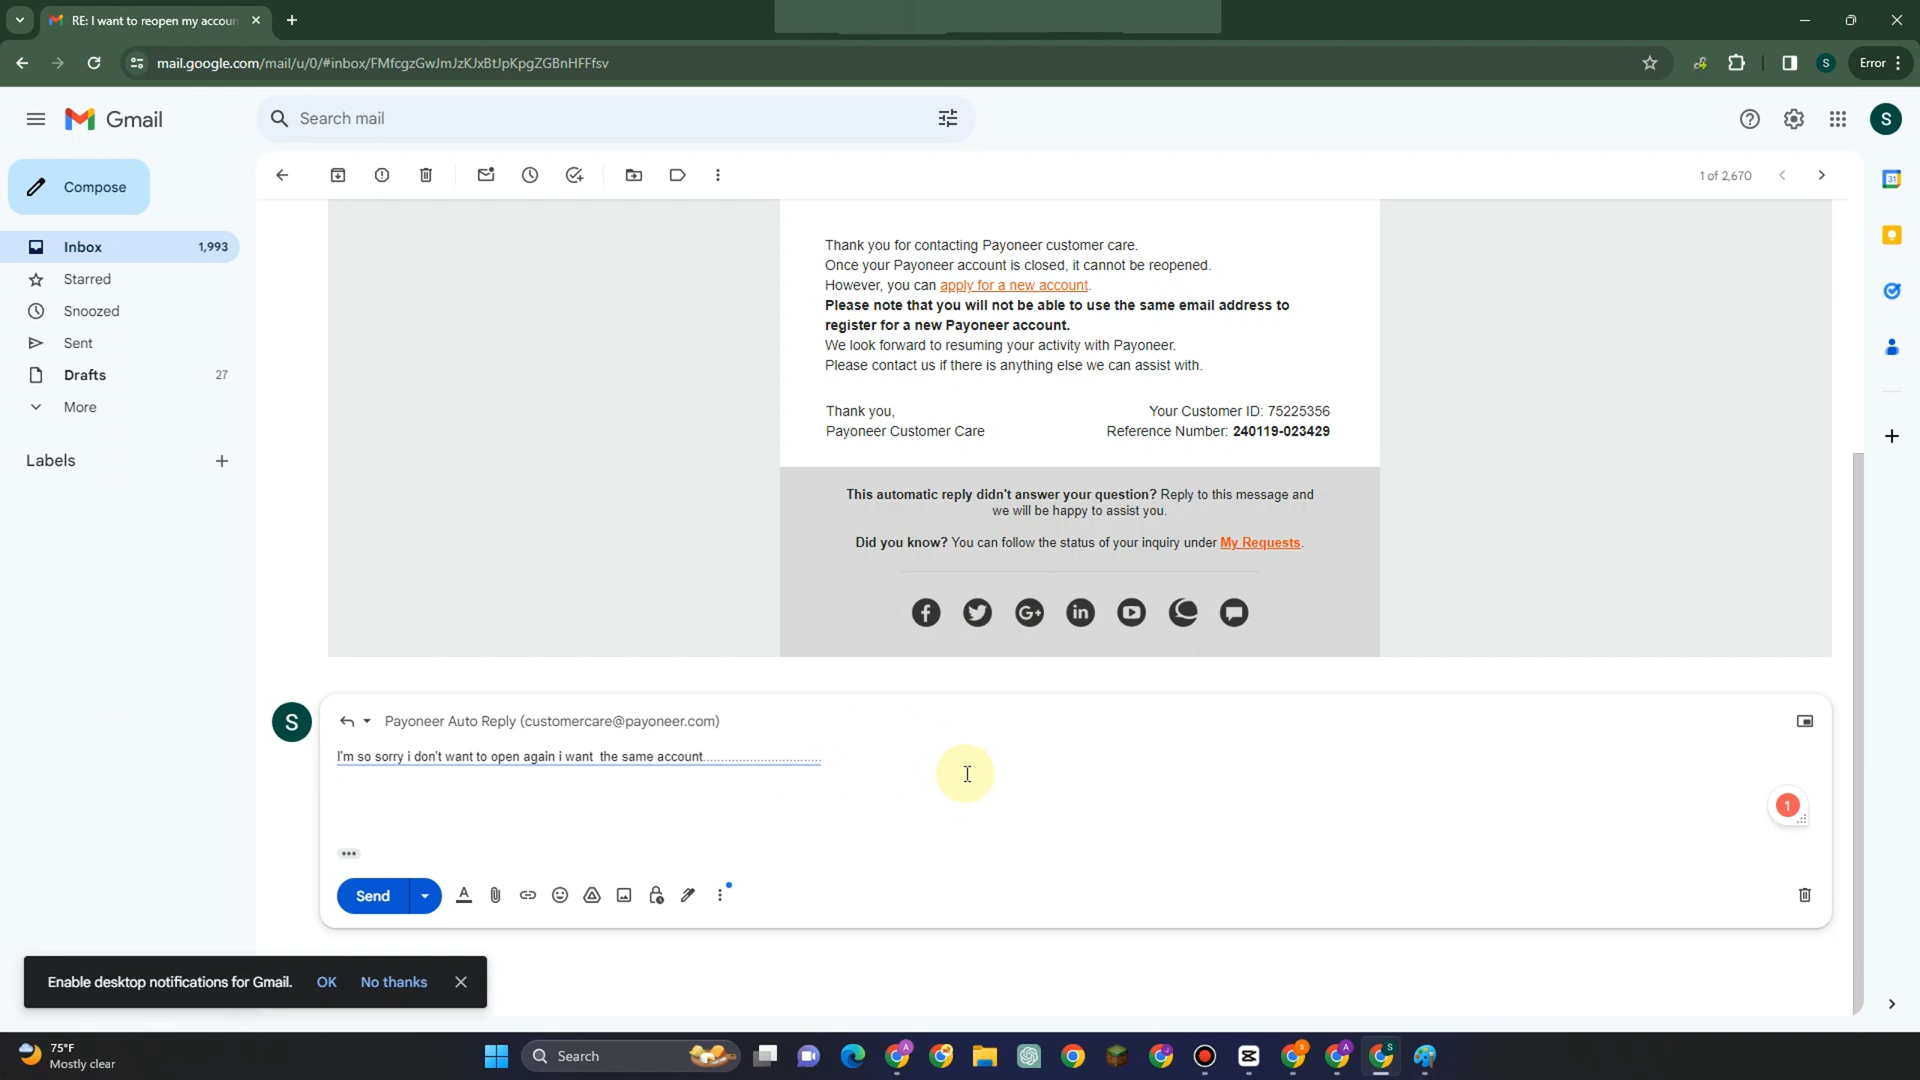 RE: I want to reopen my accoun
mail.google.com/mail/u/0/#inbox/FMfcgzGwJmJzKJxBtJpKpgZGBnHFFfsv
S
Error
Gmail
Search mail
S
Compose
1 of 2,670
31
Inbox 1,993
Starred
Snoozed
Sent
Drafts 27
More
Labels
Thank you for contacting Payoneer customer care.
Once your Payoneer account is closed, it cannot be reopened.
However, you can apply for a new account.
Please note that you will not be able to use the same email address to
register for a new Payoneer account.
We look forward to resuming your activity with Payoneer.
Please contact us if there is anything else we can assist with.
Thank you, Your Customer ID: 75225356
Payoneer Customer Care Reference Number: 240119-023429
This automatic reply didn't answer your question? Reply to this message and
we will be happy to assist you.
Did you know? You can follow the status of your inquiry under My Requests.
S
Payoneer Auto Reply (customercare@payoneer.com)
I'm so sorry i don't want to open again i want  the same account................................
1
Send
Enable desktop notifications for Gmail. OK No thanks
75°F
Mostly clear
Search